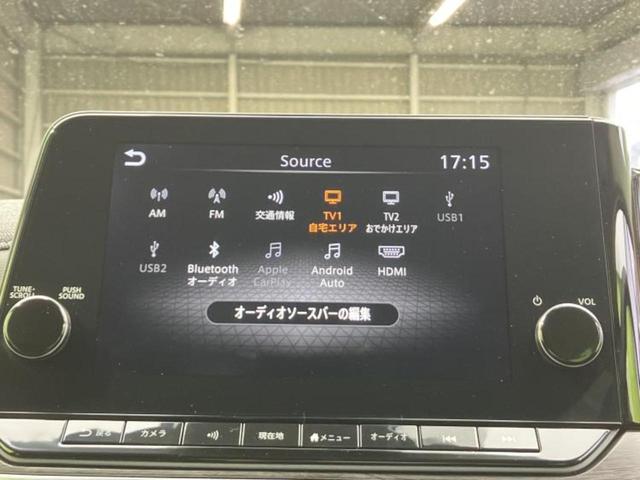 Source
17:15
AM
FM
交通情報
TV1
自宅エリア
TV2
おでかけエリア
USB1
USB2
Bluetooth
オーディオ
Apple
CarPlay
Android
Auto
HDMI
オーディオソースバーの編集
TUNE·
SCROLL
PUSH
SOUND
VOL
戻る
カメラ
現在地
メニュー
オーディオ